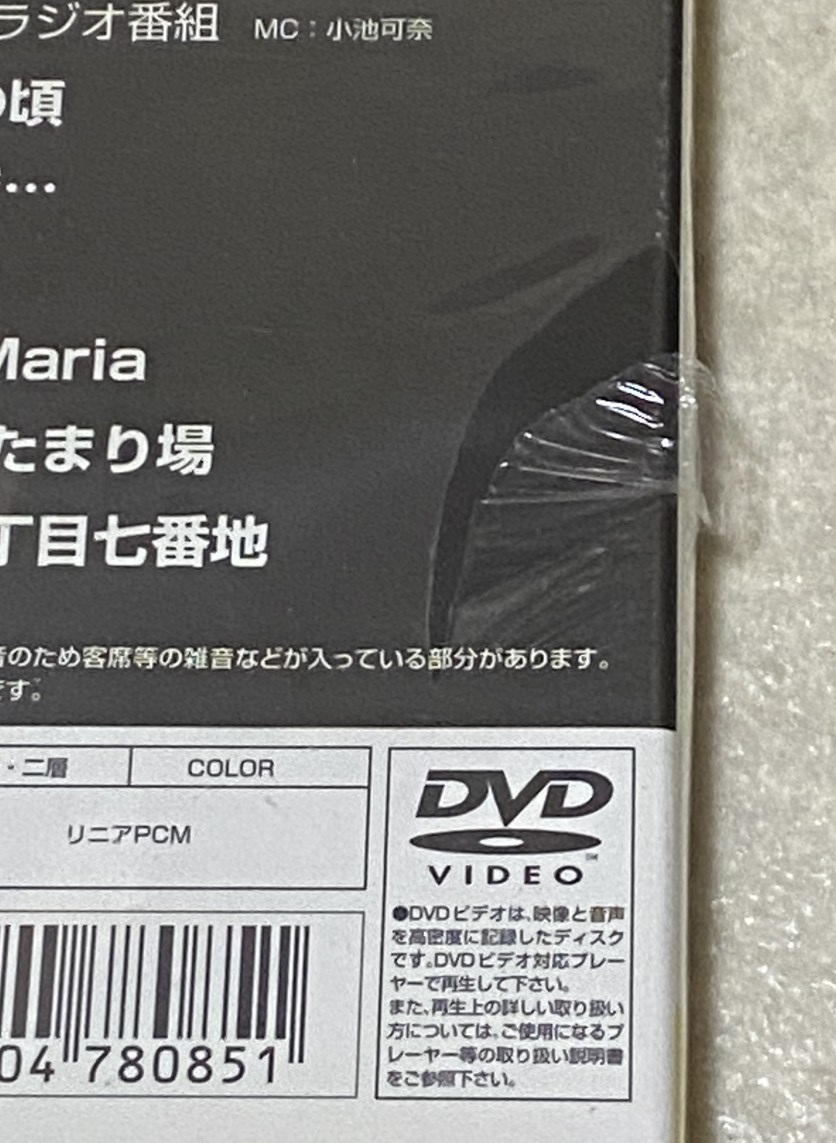 ラジオ番組 MC：小池可奈
の頃
…
Maria
たまり場
丁目七番地
音のため客席等の雑音などが入っている部分があります。
です。
・二層 COLOR
リニアPCM
DVD
VIDEO
TM
●DVDビデオは、映像と音声
を高密度に記録したディスク
です。DVDビデオ対応プレー
ヤーで再生して下さい。
また、再生上の詳しい取り扱い
方については、ご使用になるプ
レーヤー等の取り扱い説明書
をご参照下さい。
04 780851